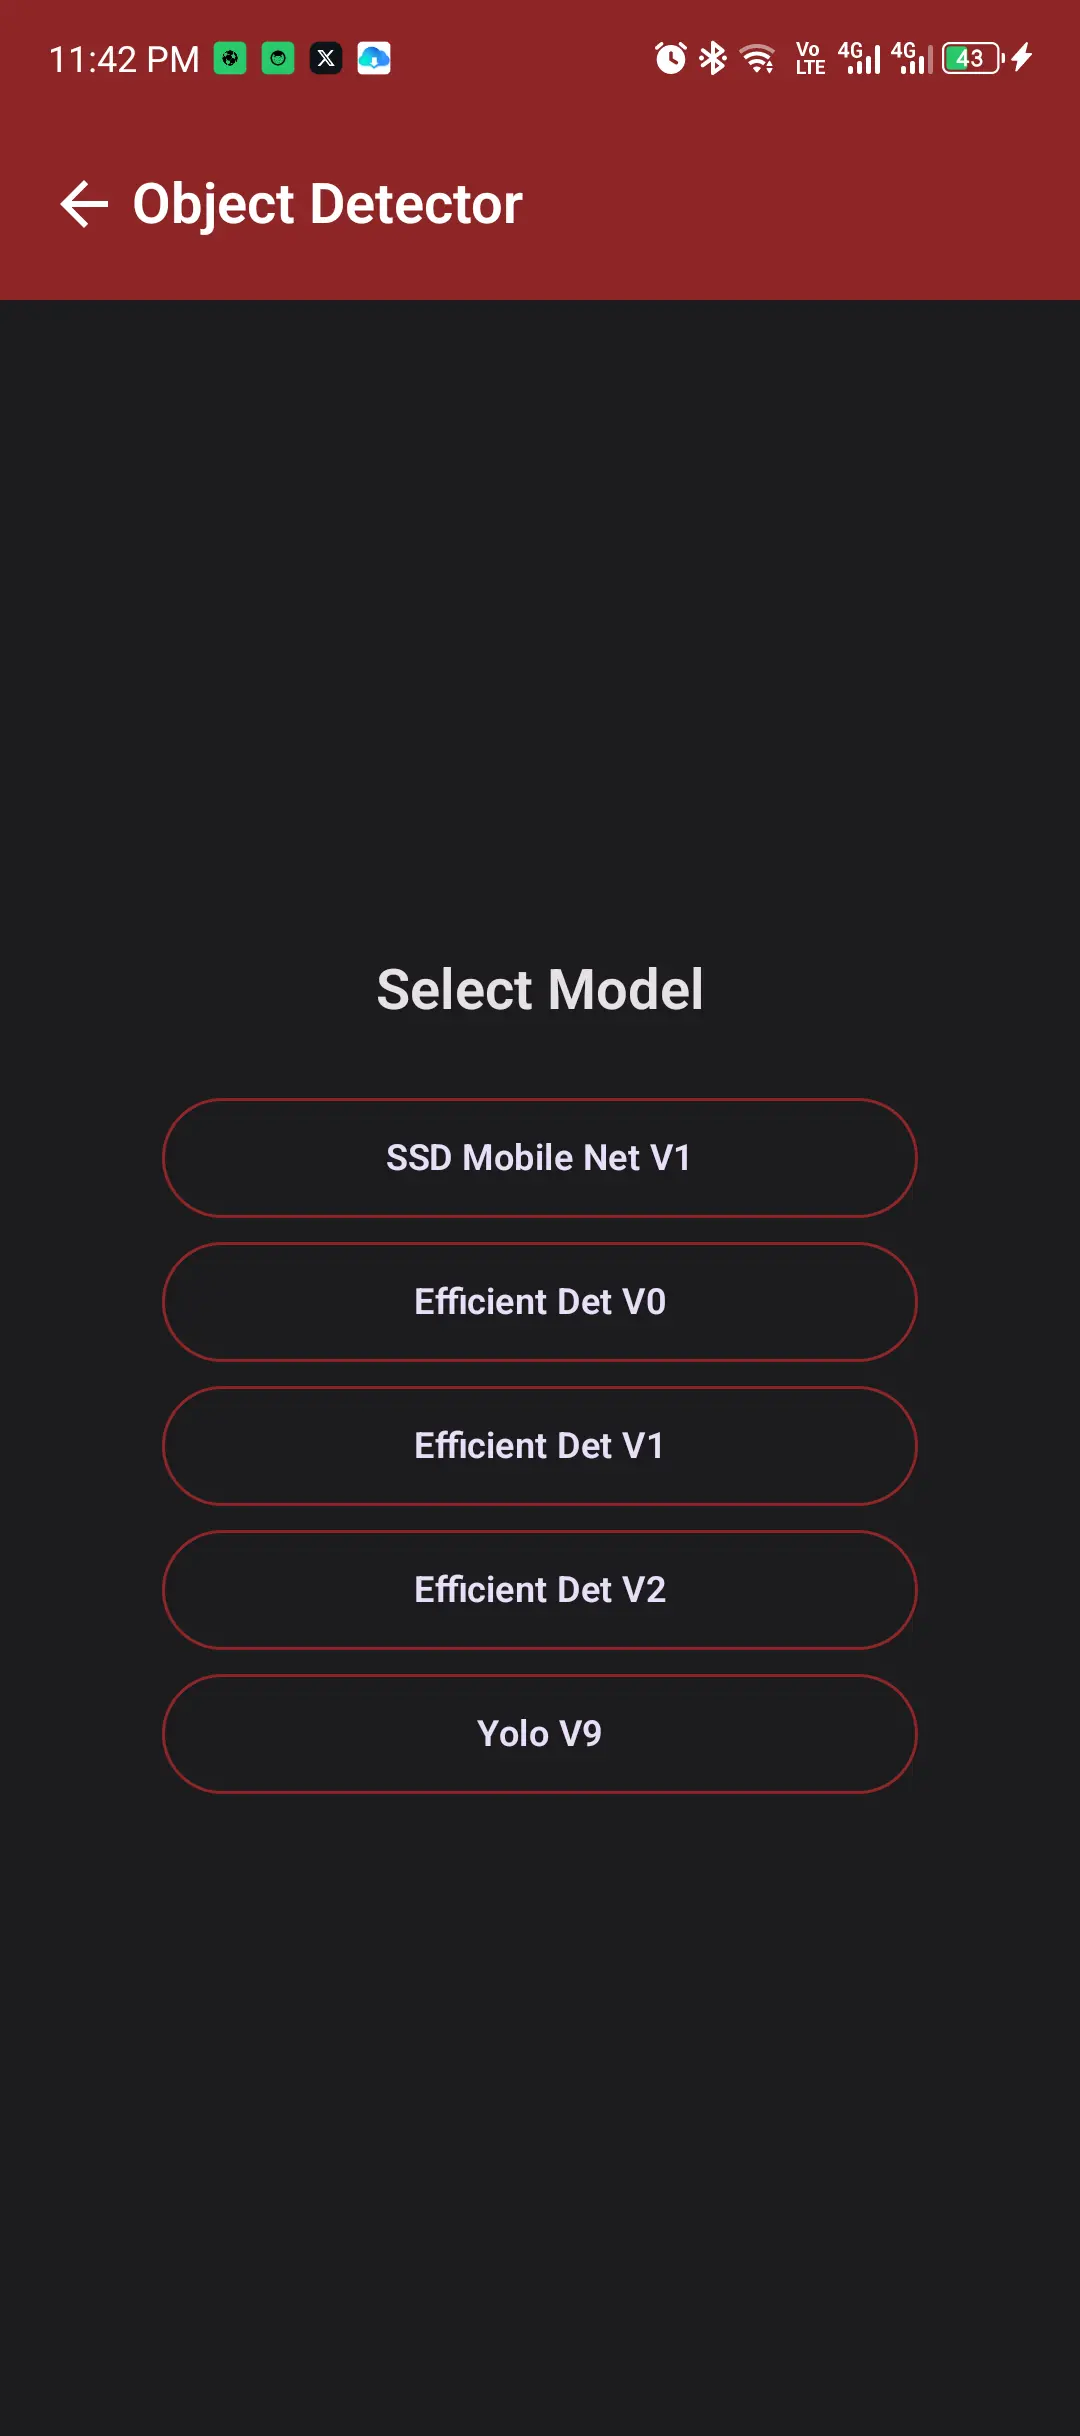 11:42 PM
Vo LTE 4G 4G 43
Object Detector
Select Model
SSD Mobile Net V1
Efficient Det V0
Efficient Det V1
Efficient Det V2
Yolo V9